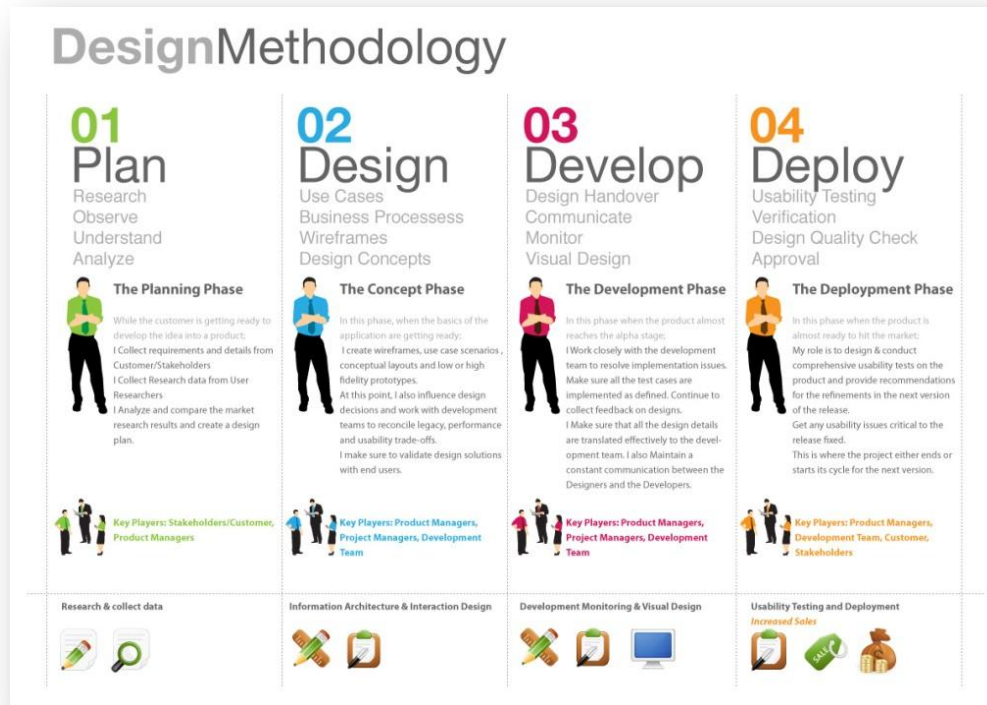 DesignMethodology
01
Plan
Research
Observe
Understand
Analyze
The Planning Phase
While the customer is getting ready to
develop the idea into a product;
I Collect requirements and details from
Customer/Stakeholders
I Collect Research data from User
Researchers
I Analyze and compare the market
research results and create a design
plan.
Key Players: Stakeholders/Customer,
Product Managers
Research & collect data
02
Design
Use Cases
Business Processess
Wireframes
Design Concepts
The Concept Phase
In this phase, when the basics of the
application are getting ready;
I create wireframes, use case scenarios ,
conceptual layouts and low or high
fidelity prototypes.
At this point, I also influence design
decisions and work with development
teams to reconcile legacy, performance
and usability trade-offs.
I make sure to validate design solutions
with end users.
Key Players: Product Managers,
Project Managers, Development
Team
Information Architecture & Interaction Design
03
Develop
Design Handover
Communicate
Monitor
Visual Design
The Development Phase
In this phase when the product almost
reaches the alpha stage;
I Work closely with the development
team to resolve implementation issues.
Make sure all the test cases are
implemented as defined. Continue to
collect feedback on designs.
I Make sure that all the design details
are translated effectively to the devel-
opment team. I also Maintain a
constant communication between the
Designers and the Developers.
Key Players: Product Managers,
Project Managers, Development
Team
Development Monitoring & Visual Design
04
Deploy
Usability Testing
Verification
Design Quality Check
Approval
The Deploypment Phase
In this phase when the product is
almost ready to hit the market;
My role is to design & conduct
comprehensive usability tests on the
product and provide recommendations
for the refinements in the next version
of the release.
Get any usability issues critical to the
release fixed.
This is where the project either ends or
starts its cycle for the next version.
Key Players: Product Managers,
Development Team, Customer,
Stakeholders
Usability Testing and Deployment
Increased Sales
SALE